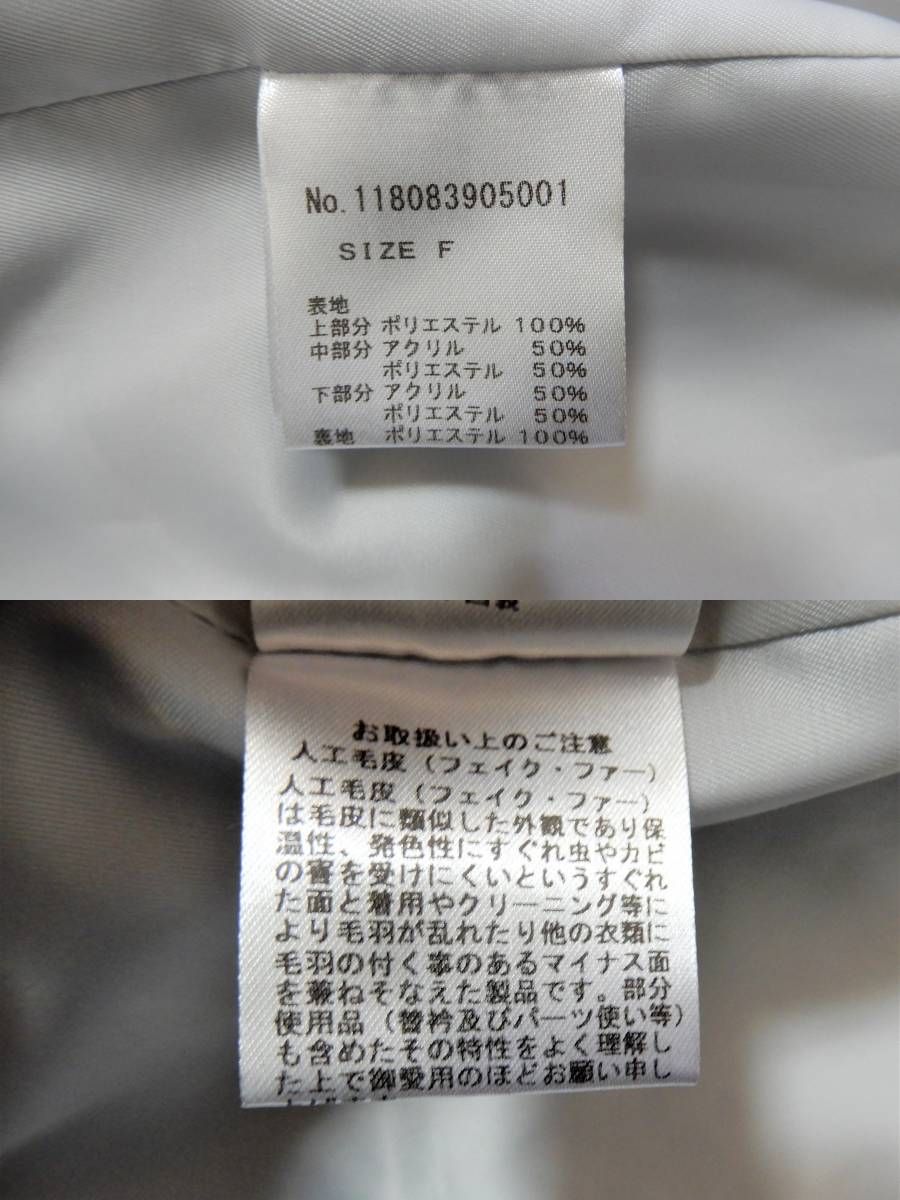 No.118083905001
SIZE F
表地
上部分 ポリエステル 100%
中部分 アクリル 50%
ポリエステル 50%
下部分 アクリル 50%
ポリエステル 50%
裏地 ポリエステル 100%
お取扱い上のご注意
人工毛皮(フェイク・ファー)
人工毛皮(フェイク・ファー)
は毛皮に類似した外観であり保
温性、発色性にすぐれ虫やカビ
の害を受けにくいというすぐれ
た面と着用やクリーニング等に
より毛羽が乱れたり他の衣類に
毛羽の付く事のあるマイナス面
を兼ねそなえた製品です。部分
使用品(替衿及びパーツ使い等)
も含めたその特性をよく理解し
た上で御愛用のほどお願い申し